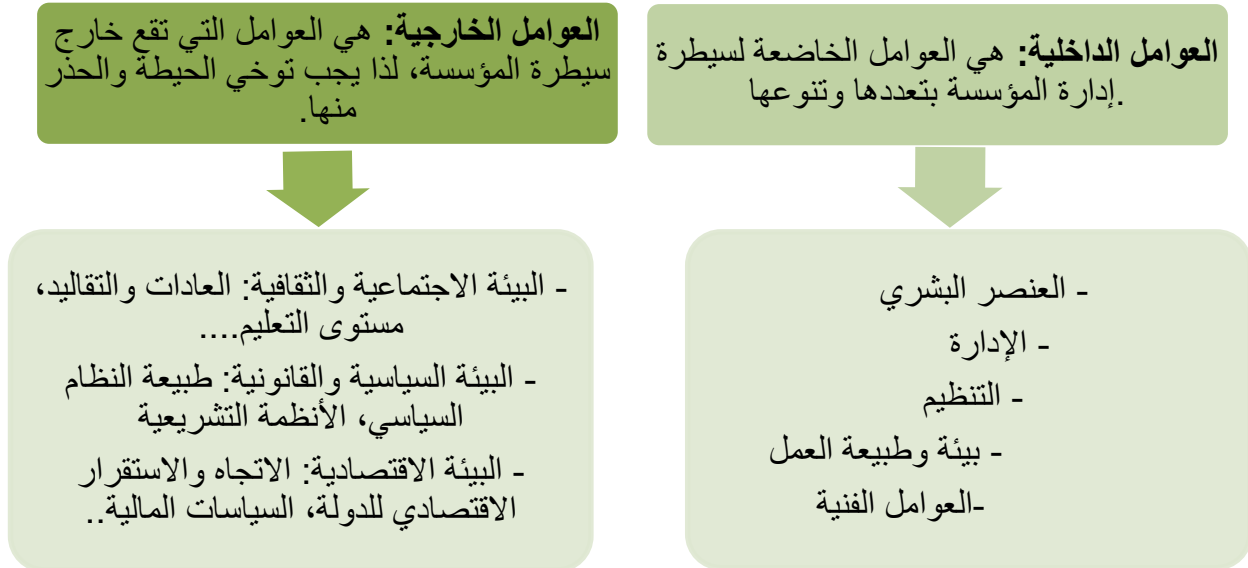 العوامل الداخلية: هي العوامل الخاضعة لسيطرة
إدارة المؤسسة بتعددها وتنوعها.
- العنصر البشري
- الإدارة
- التنظيم
- بيئة وطبيعة العمل
-العوامل الفنية
العوامل الخارجية: هي العوامل التي تقع خارج
سيطرة المؤسسة، لذا يجب توخي الحيطة والحذر
منها.
- البيئة الاجتماعية والثقافية: العادات والتقاليد،
مستوى التعليم....
- البيئة السياسية والقانونية: طبيعة النظام
السياسي، الأنظمة التشريعية
- البيئة الاقتصادية: الاتجاه والاستقرار
الاقتصادي للدولة، السياسات المالية..